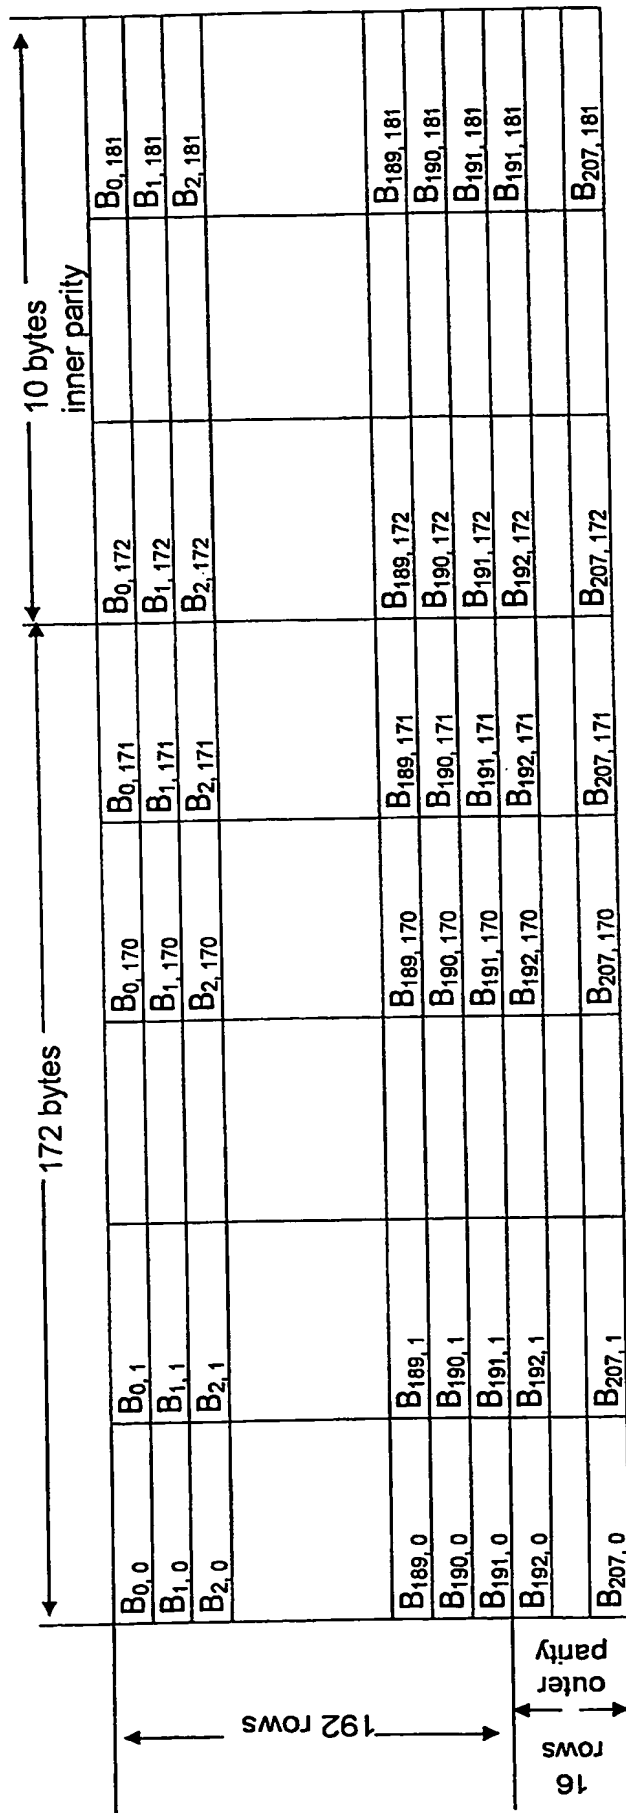 172 bytes
10 bytes
inner parity
B0, 0 B0, 1 B0, 170 B0, 171 B0, 172 B0, 181
B1, 0 B1, 1 B1, 170 B1, 171 B1, 172 B1, 181
B2, 0 B2, 1 B2, 170 B2, 171 B2, 172 B2, 181
B189, 0 B189, 1 B189, 170 B189, 171 B189, 172 B189, 181
B190, 0 B190, 1 B190, 170 B190, 171 B190, 172 B190, 181
B191, 0 B191, 1 B191, 170 B191, 171 B191, 172 B191, 181
B192, 0 B192, 1 B192, 170 B192, 171 B192, 172 B191, 181
B207, 0 B207, 1 B207, 170 B207, 171 B207, 172 B207, 181
192 rows
16
rows
outer
parity